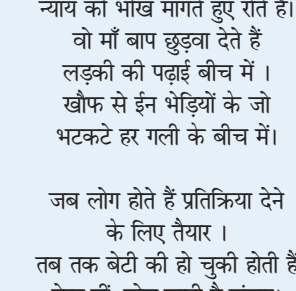 न्याय की भीख मांगते हुए रोते हैं।
वो माँ बाप छुड़वा देते हैं
लड़की की पढ़ाई बीच में ।
खौफ से ईन भेड़ियों के जो
भटकटे हर गली के बीच में।
जब लोग होते हैं प्रतिक्रिया देने
के लिए तैयार ।
तब तक बेटी की हो चुकी होती हैं